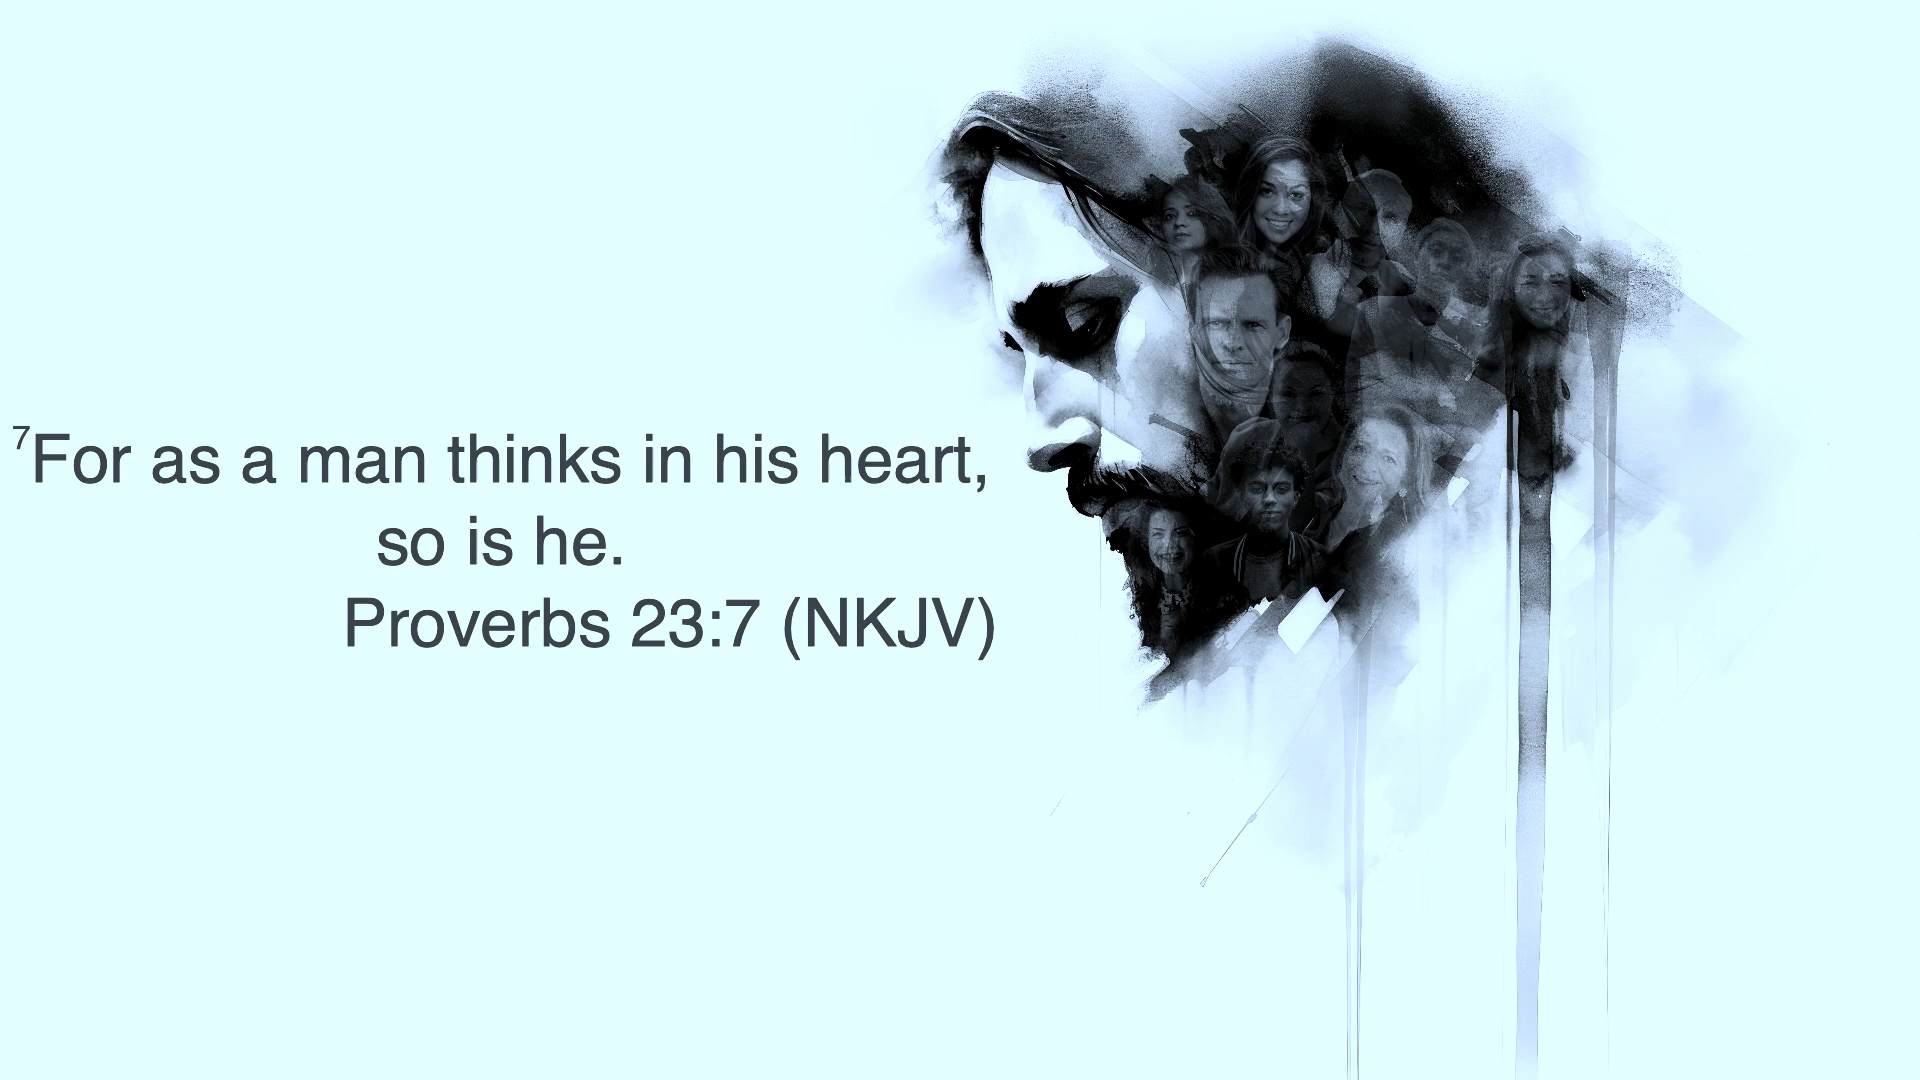 ⁷For as a man thinks in his heart,
so is he.
Proverbs 23:7 (NKJV)